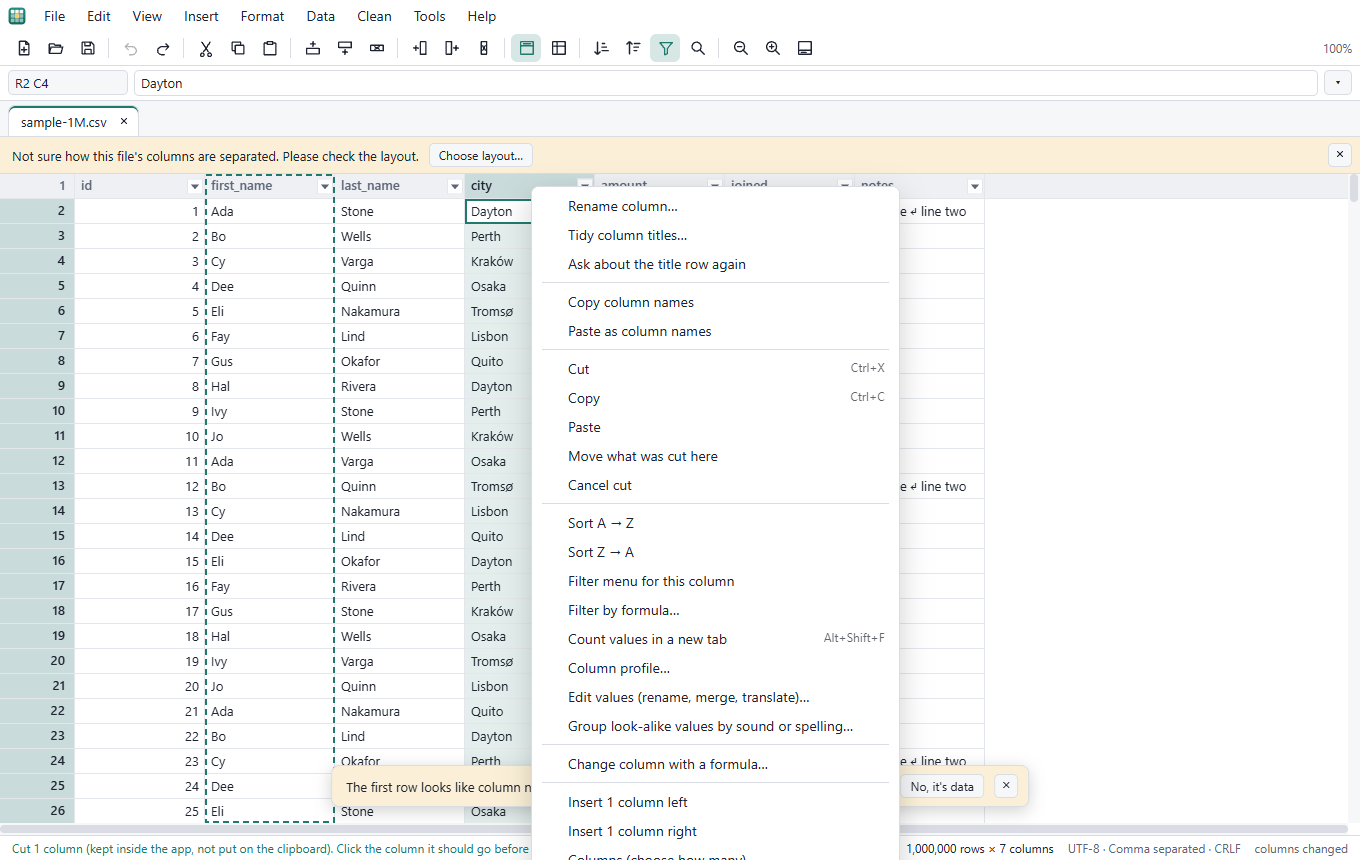 File Edit View Insert Format Data Clean Tools Help
100%
R2 C4 Dayton
sample-1M.csv ×
Not sure how this file's columns are separated. Please check the layout. Choose layout... ×
1 id first_name last_name city amount joined notes
2 1 Ada Stone Dayton e ↵ line two
3 2 Bo Wells Perth
4 3 Cy Varga Kraków
5 4 Dee Quinn Osaka
6 5 Eli Nakamura Tromsø
7 6 Fay Lind Lisbon
8 7 Gus Okafor Quito
9 8 Hal Rivera Dayton
10 9 Ivy Stone Perth
11 10 Jo Wells Kraków
12 11 Ada Varga Osaka
13 12 Bo Quinn Tromsø e ↵ line two
14 13 Cy Nakamura Lisbon
15 14 Dee Lind Quito
16 15 Eli Okafor Dayton
17 16 Fay Rivera Perth
18 17 Gus Stone Kraków
19 18 Hal Wells Osaka
20 19 Ivy Varga Tromsø
21 20 Jo Quinn Lisbon
22 21 Ada Nakamura Quito
23 22 Bo Lind Dayton
24 23 Cy Okafor Perth e ↵ line two
25 24 Dee
26 25 Eli Stone Osaka
Rename column...
Tidy column titles...
Ask about the title row again
Copy column names
Paste as column names
Cut Ctrl+X
Copy Ctrl+C
Paste
Move what was cut here
Cancel cut
Sort A → Z
Sort Z → A
Filter menu for this column
Filter by formula...
Count values in a new tab Alt+Shift+F
Column profile...
Edit values (rename, merge, translate)...
Group look-alike values by sound or spelling...
Change column with a formula...
Insert 1 column left
Insert 1 column right
Columns (choose how many)
The first row looks like column n
No, it's data ×
Cut 1 column (kept inside the app, not put on the clipboard). Click the column it should go before
1,000,000 rows × 7 columns UTF-8 · Comma separated · CRLF columns changed